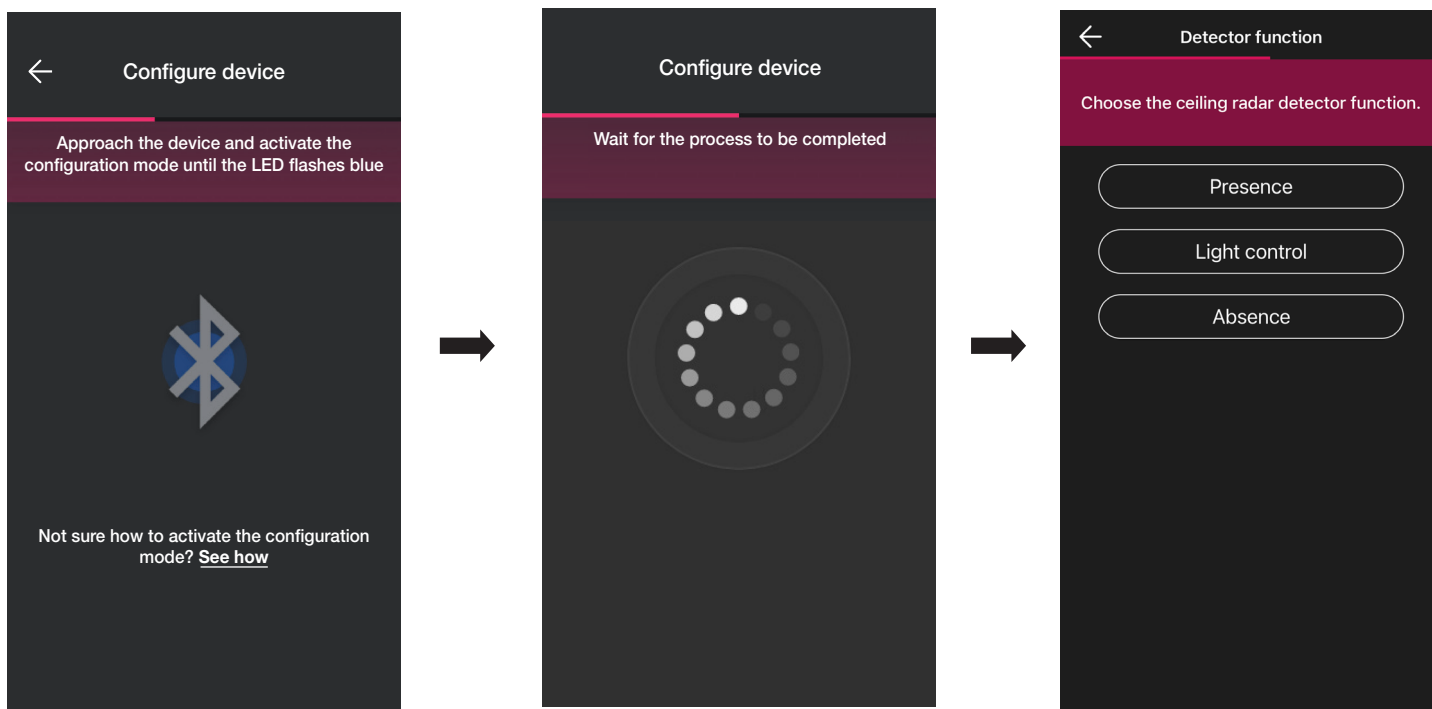 Configure device
Approach the device and activate the
configuration mode until the LED flashes blue
Not sure how to activate the configuration
mode? See how
Configure device
Wait for the process to be completed
Detector function
Choose the ceiling radar detector function.
Presence
Light control
Absence